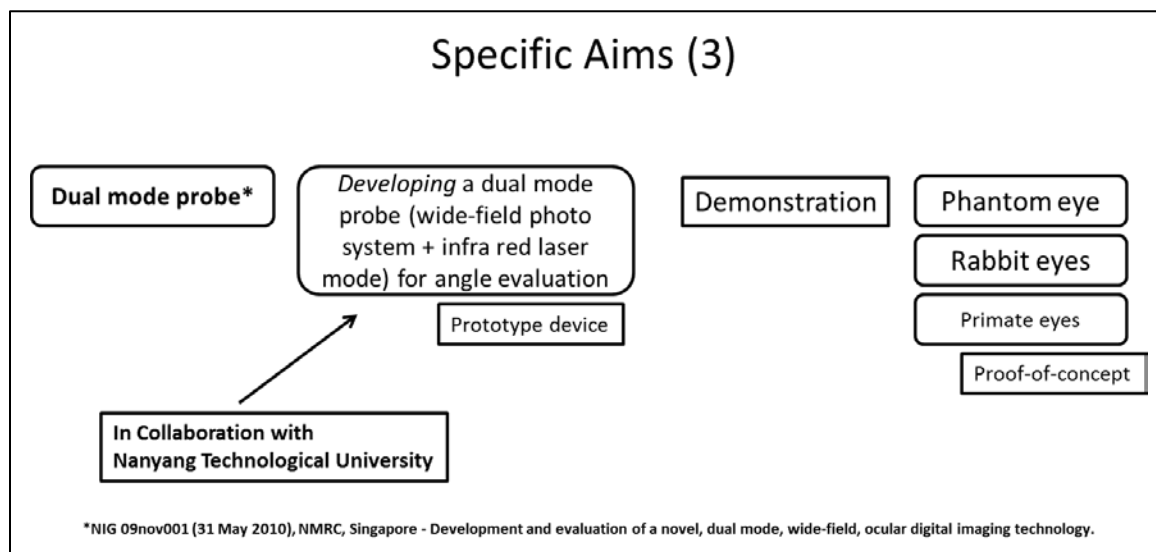 Specific Aims (3)
Dual mode probe*
Developing a dual mode
probe (wide-field photo
system + infra red laser
mode) for angle evaluation
Prototype device
In Collaboration with
Nanyang Technological University
Demonstration
Phantom eye
Rabbit eyes
Primate eyes
Proof-of-concept
*NIG 09nov001 (31 May 2010), NMRC, Singapore - Development and evaluation of a novel, dual mode, wide-field, ocular digital imaging technology.